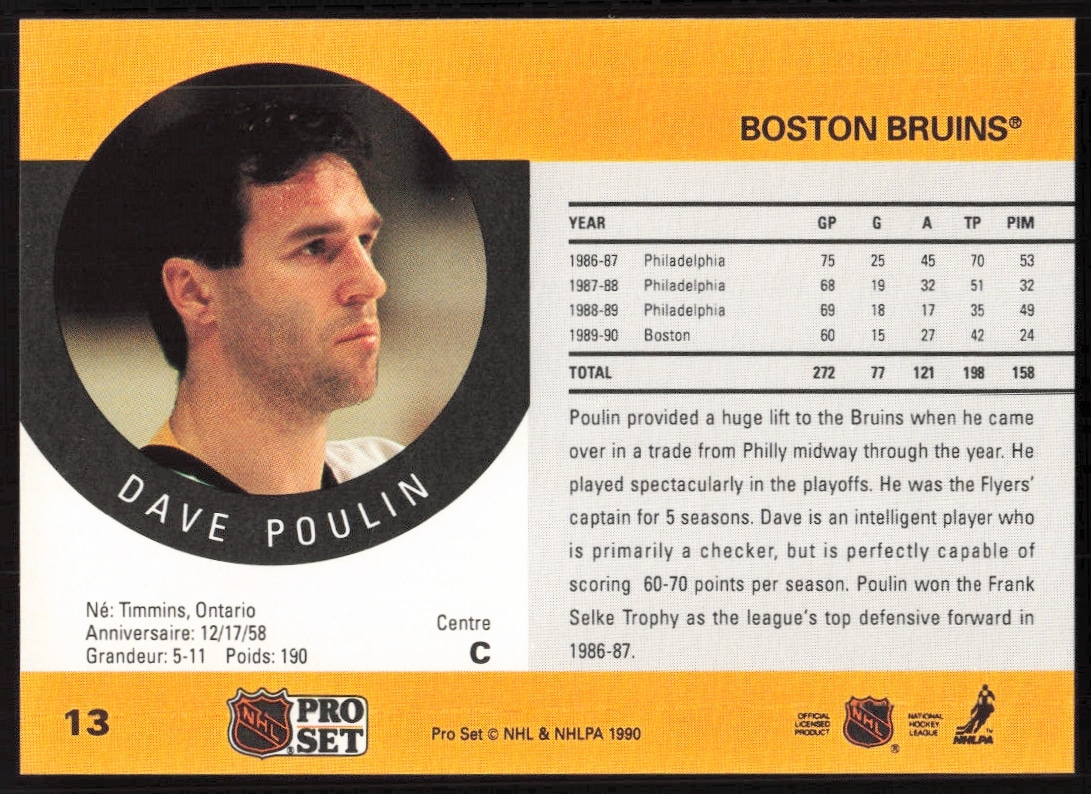 BOSTON BRUINS®
YEAR GP G A TP PIM
1986-87 Philadelphia 75 25 45 70 53
1987-88 Philadelphia 68 19 32 51 32
1988-89 Philadelphia 69 18 17 35 49
1989-90 Boston 60 15 27 42 24
TOTAL 272 77 121 198 158
Poulin provided a huge lift to the Bruins when he came
over in a trade from Philly midway through the year. He
played spectacularly in the playoffs. He was the Flyers'
captain for 5 seasons. Dave is an intelligent player who
is primarily a checker, but is perfectly capable of
scoring 60-70 points per season. Poulin won the Frank
Selke Trophy as the league's top defensive forward in
1986-87.
DAVE POULIN
Né: Timmins, Ontario
Anniversaire: 12/17/58
Grandeur: 5-11 Poids: 190
Centre
C
13
NHL
®
PRO
SET
Pro Set © NHL & NHLPA 1990
OFFICIAL
LICENSED
PRODUCT
NHL
®
NATIONAL
HOCKEY
LEAGUE
NHLPA
™